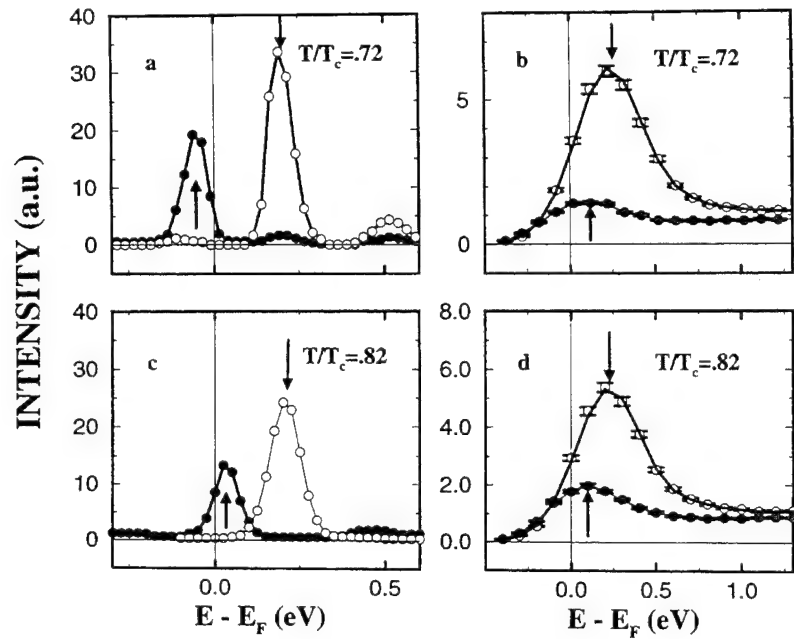 INTENSITY (a.u.)
40
30
20
10
0
a
T/T_c=.72
5
0
b
T/T_c=.72
40
30
20
10
0
c
T/T_c=.82
0.0
0.5
E - E_F (eV)
8.0
6.0
4.0
2.0
0.0
d
T/T_c=.82
0.0
0.5
1.0
E - E_F (eV)